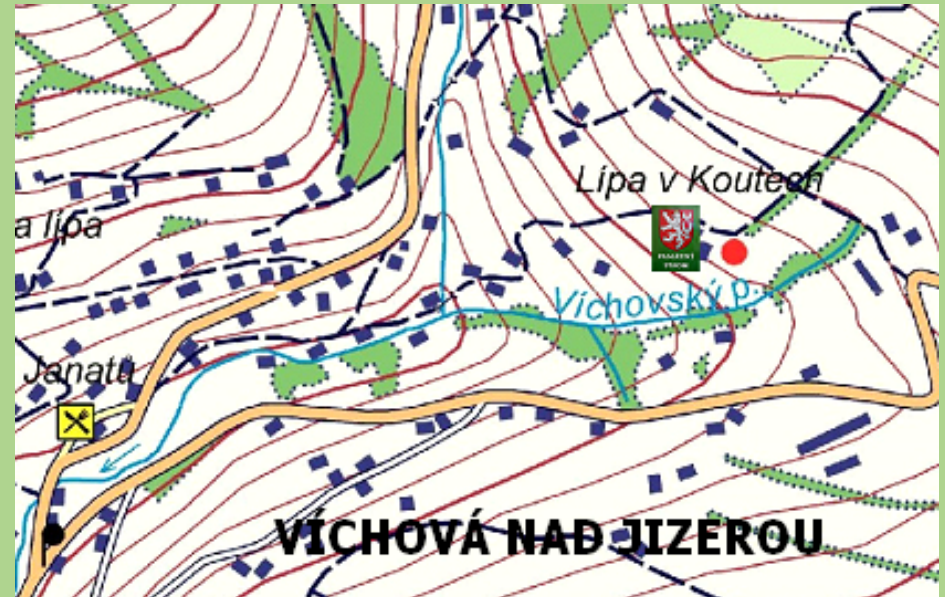 Lípa v Koutech
a lípa
Víchovský p.
Janatů
VÍCHOVÁ NAD JIZEROU